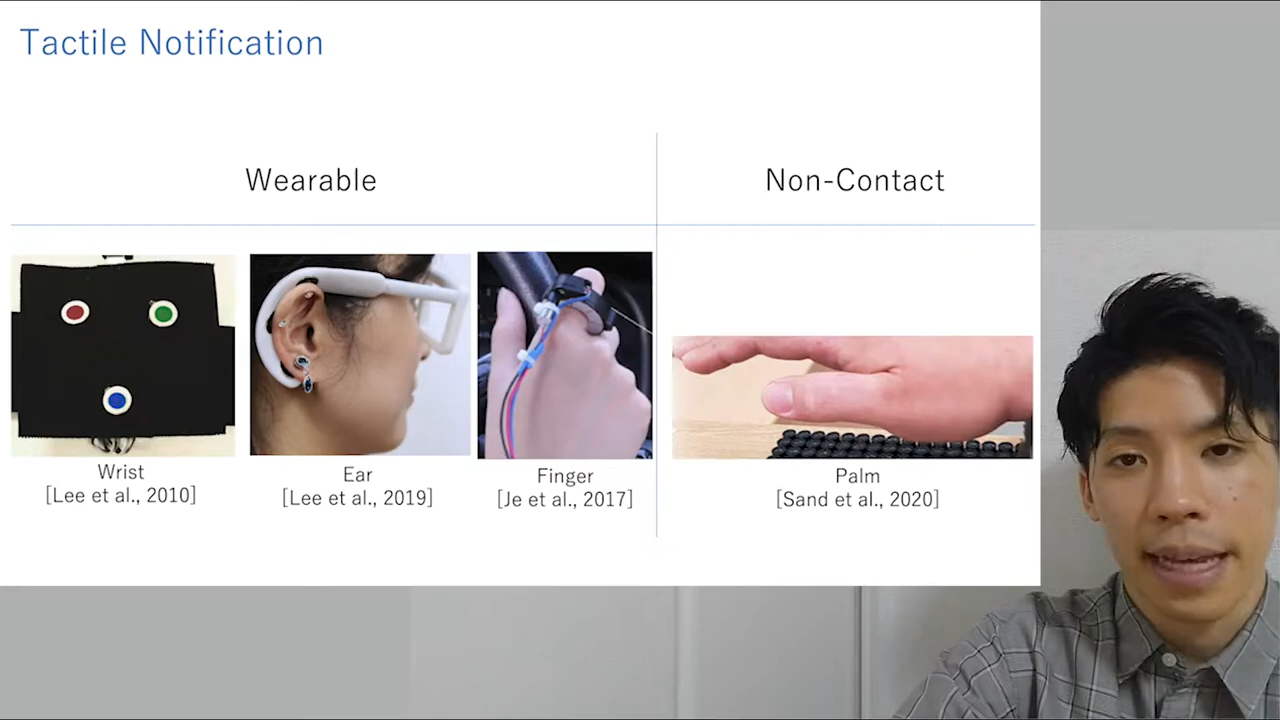 Tactile Notification
Wearable
Non-Contact
Wrist
[Lee et al., 2010]
Ear
[Lee et al., 2019]
Finger
[Je et al., 2017]
Palm
[Sand et al., 2020]